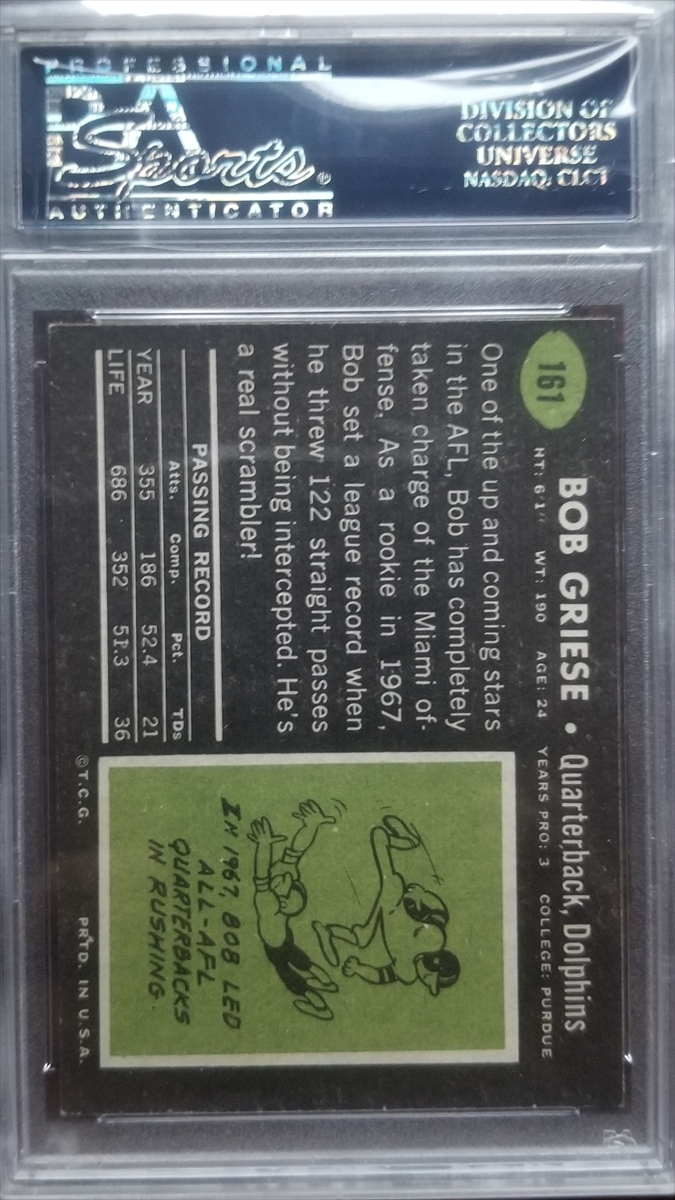 PROFESSIONAL
PSA
Sports®
AUTHENTICATOR
DIVISION OF
COLLECTORS
UNIVERSE
NASDAQ: CLCT
161
BOB GRIESE • Quarterback, Dolphins
HT: 6'1" WT: 190 AGE: 24 YEARS PRO: 3 COLLEGE: PURDUE
One of the up and coming stars
in the AFL, Bob has completely
taken charge of the Miami of-
fense. As a rookie in 1967,
Bob set a league record when
he threw 122 straight passes
without being intercepted. He's
a real scrambler!
PASSING RECORD
Atts. Comp. Pct. TDs
YEAR 355 186 52.4 21
LIFE 686 352 51.3 36
IN 1967, BOB LED
ALL-AFL
QUARTERBACKS
IN RUSHING.
©T.C.G. PRTD. IN U.S.A.
PSA